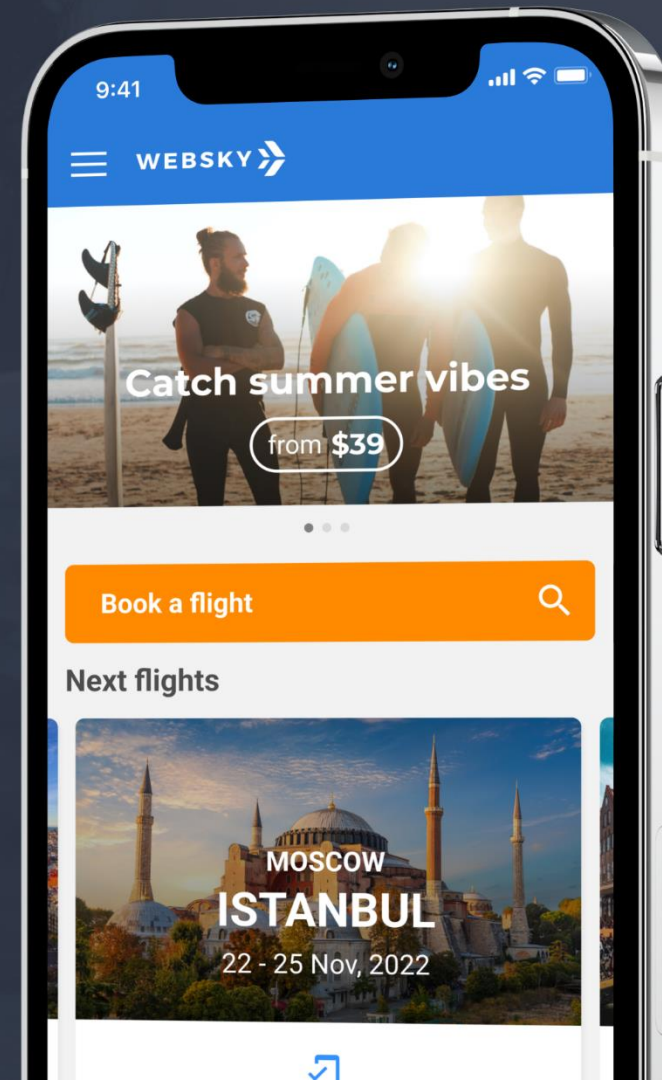 9:41
WEBSKY
Catch summer vibes
from $39
Book a flight
Next flights
MOSCOW
ISTANBUL
22 - 25 Nov, 2022